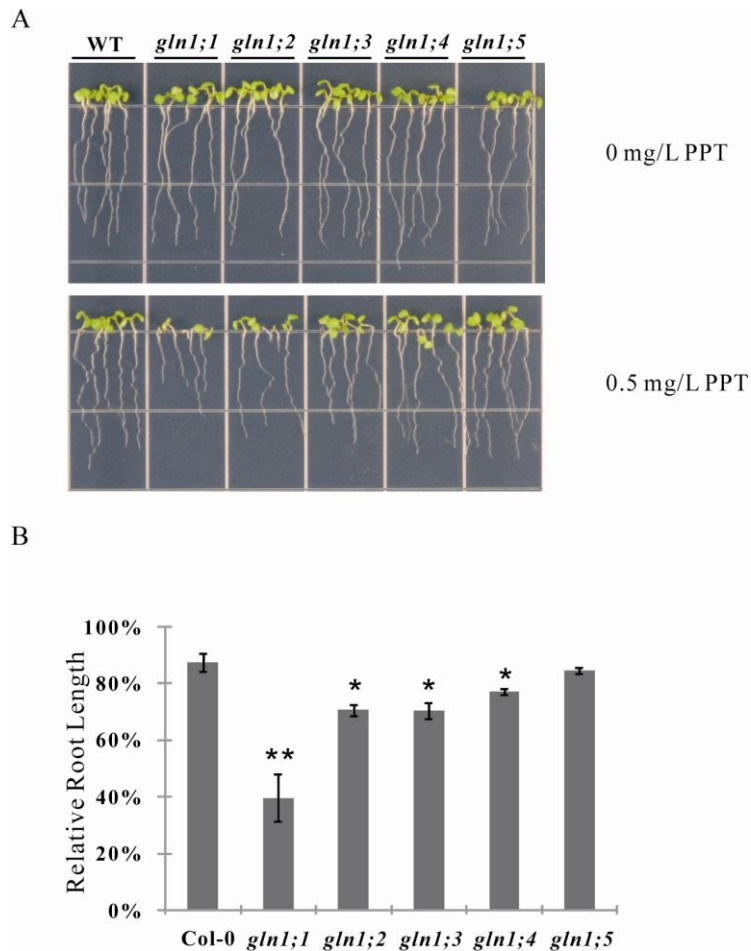 A
WT gln1;1 gln1;2 gln1;3 gln1;4 gln1;5
0 mg/L PPT
0.5 mg/L PPT
B
Relative Root Length
100%
80%
60%
40%
20%
0%
**
*
*
*
Col-0 gln1;1 gln1;2 gln1;3 gln1;4 gln1;5